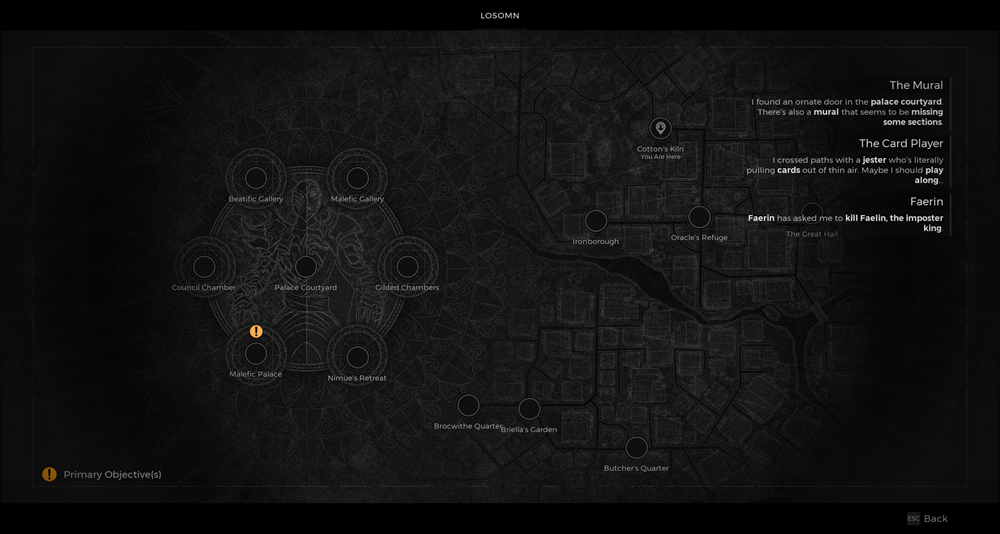 LOSOMN
The Mural
I found an ornate door in the palace courtyard.
There's also a mural that seems to be missing
some sections.
The Card Player
I crossed paths with a jester who's literally
pulling cards out of thin air. Maybe I should play
along...
Faerin
Faerin has asked me to kill Faelin, the imposter
king.
Cotton's Kiln
You Are Here
Beatific Gallery
Malefic Gallery
Ironborough
Oracle's Refuge
The Great Hall
Council Chamber
Palace Courtyard
Gilded Chambers
Malefic Palace
Nimue's Retreat
Brocwithe Quarter
Briella's Garden
Butcher's Quarter
! Primary Objective(s)
ESC Back